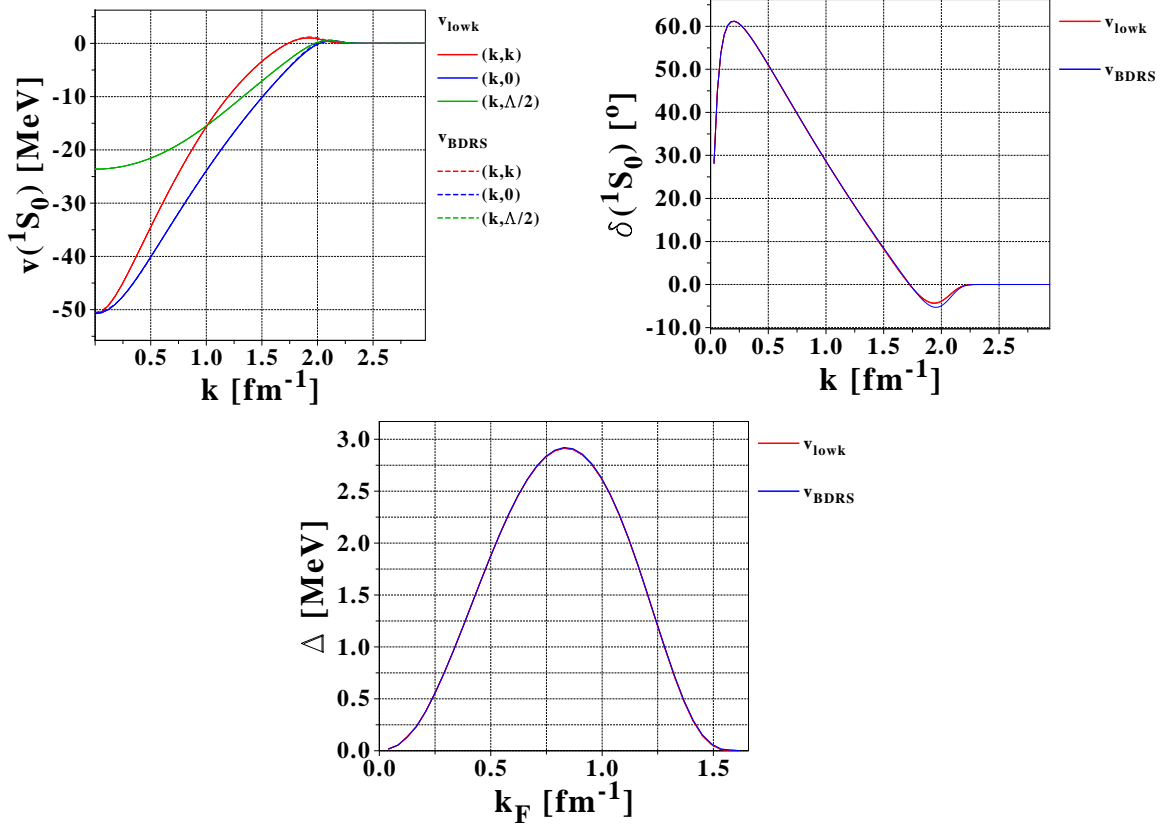 v(¹S₀) [MeV]
0
-10
-20
-30
-40
-50
0.5 1.0 1.5 2.0 2.5
k [fm⁻¹]
v_lowk
(k,k)
(k,0)
(k,Λ/2)
v_BDRS
(k,k)
(k,0)
(k,Λ/2)
δ(¹S₀) [°]
60.0
50.0
40.0
30.0
20.0
10.0
0.0
-10.0
0.0 0.5 1.0 1.5 2.0 2.5
k [fm⁻¹]
v_lowk
v_BDRS
Δ [MeV]
3.0
2.5
2.0
1.5
1.0
0.5
0.0
0.0 0.5 1.0 1.5
k_F [fm⁻¹]
v_lowk
v_BDRS